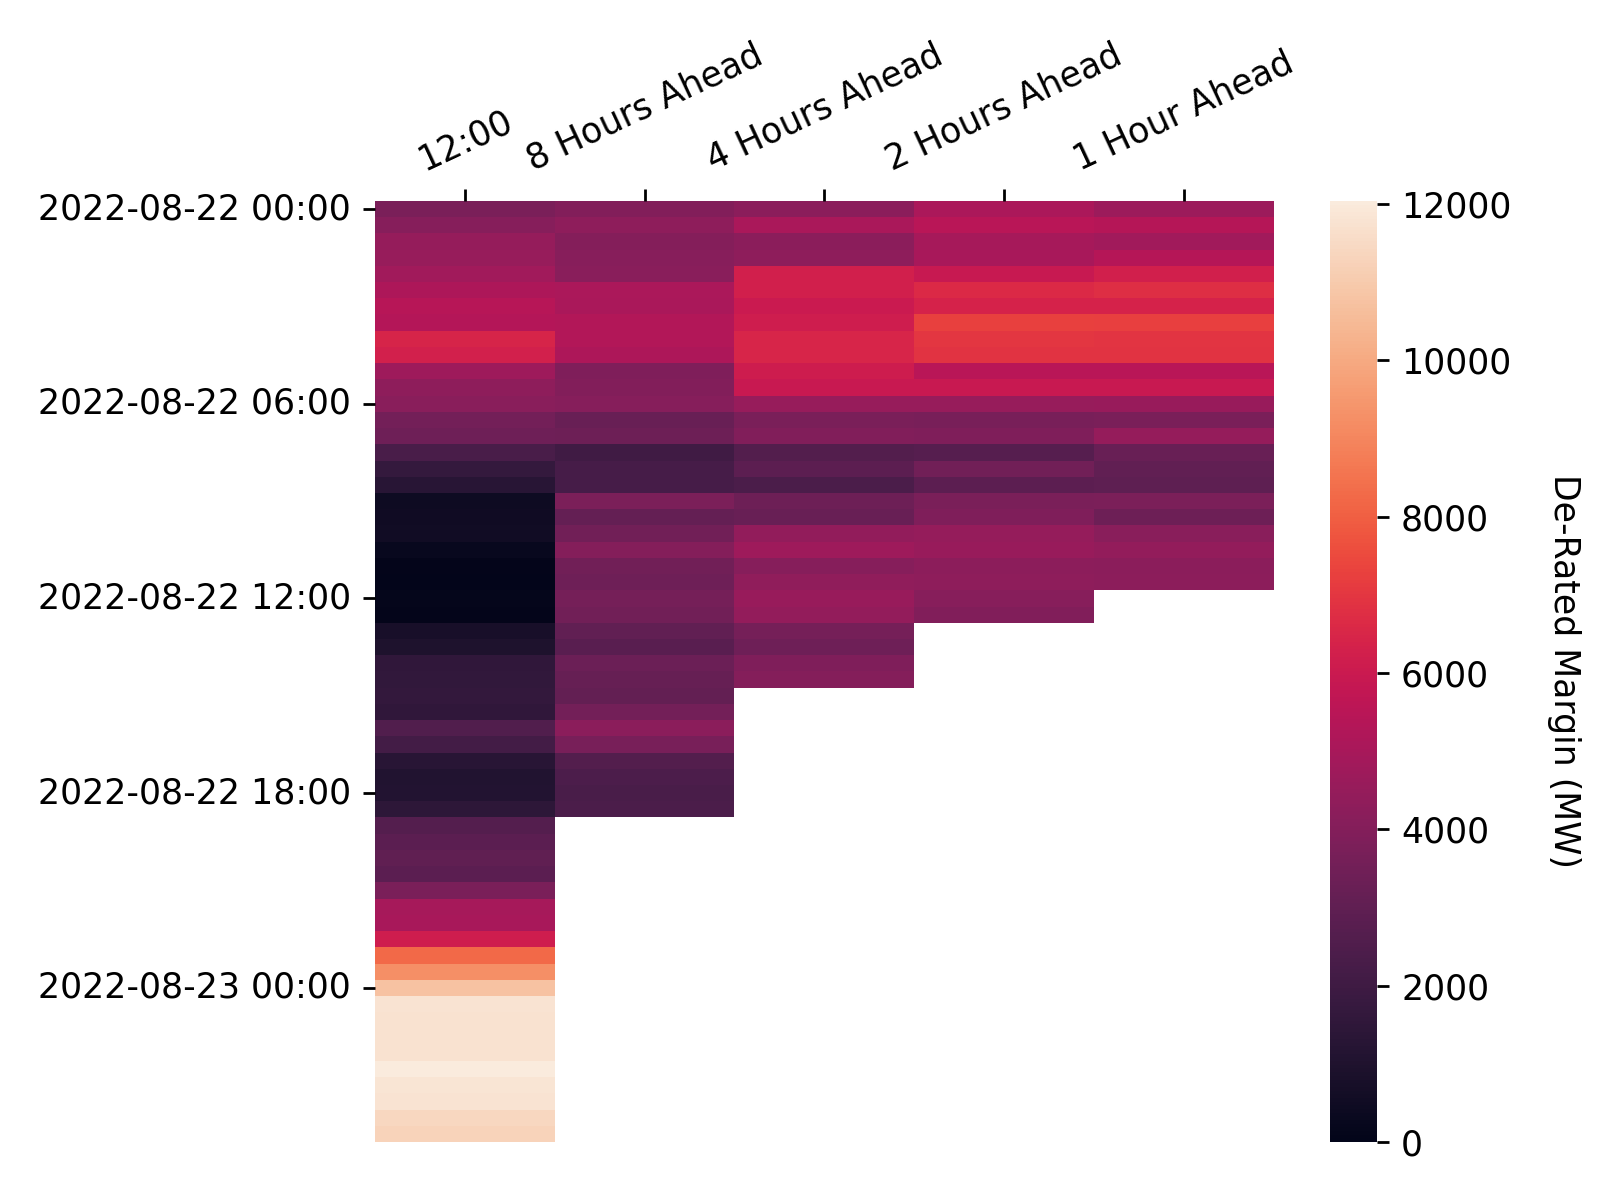 12:00
8 Hours Ahead
4 Hours Ahead
2 Hours Ahead
1 Hour Ahead
2022-08-22 00:00
2022-08-22 06:00
2022-08-22 12:00
2022-08-22 18:00
2022-08-23 00:00
12000
10000
8000
6000
4000
2000
0
De-Rated Margin (MW)